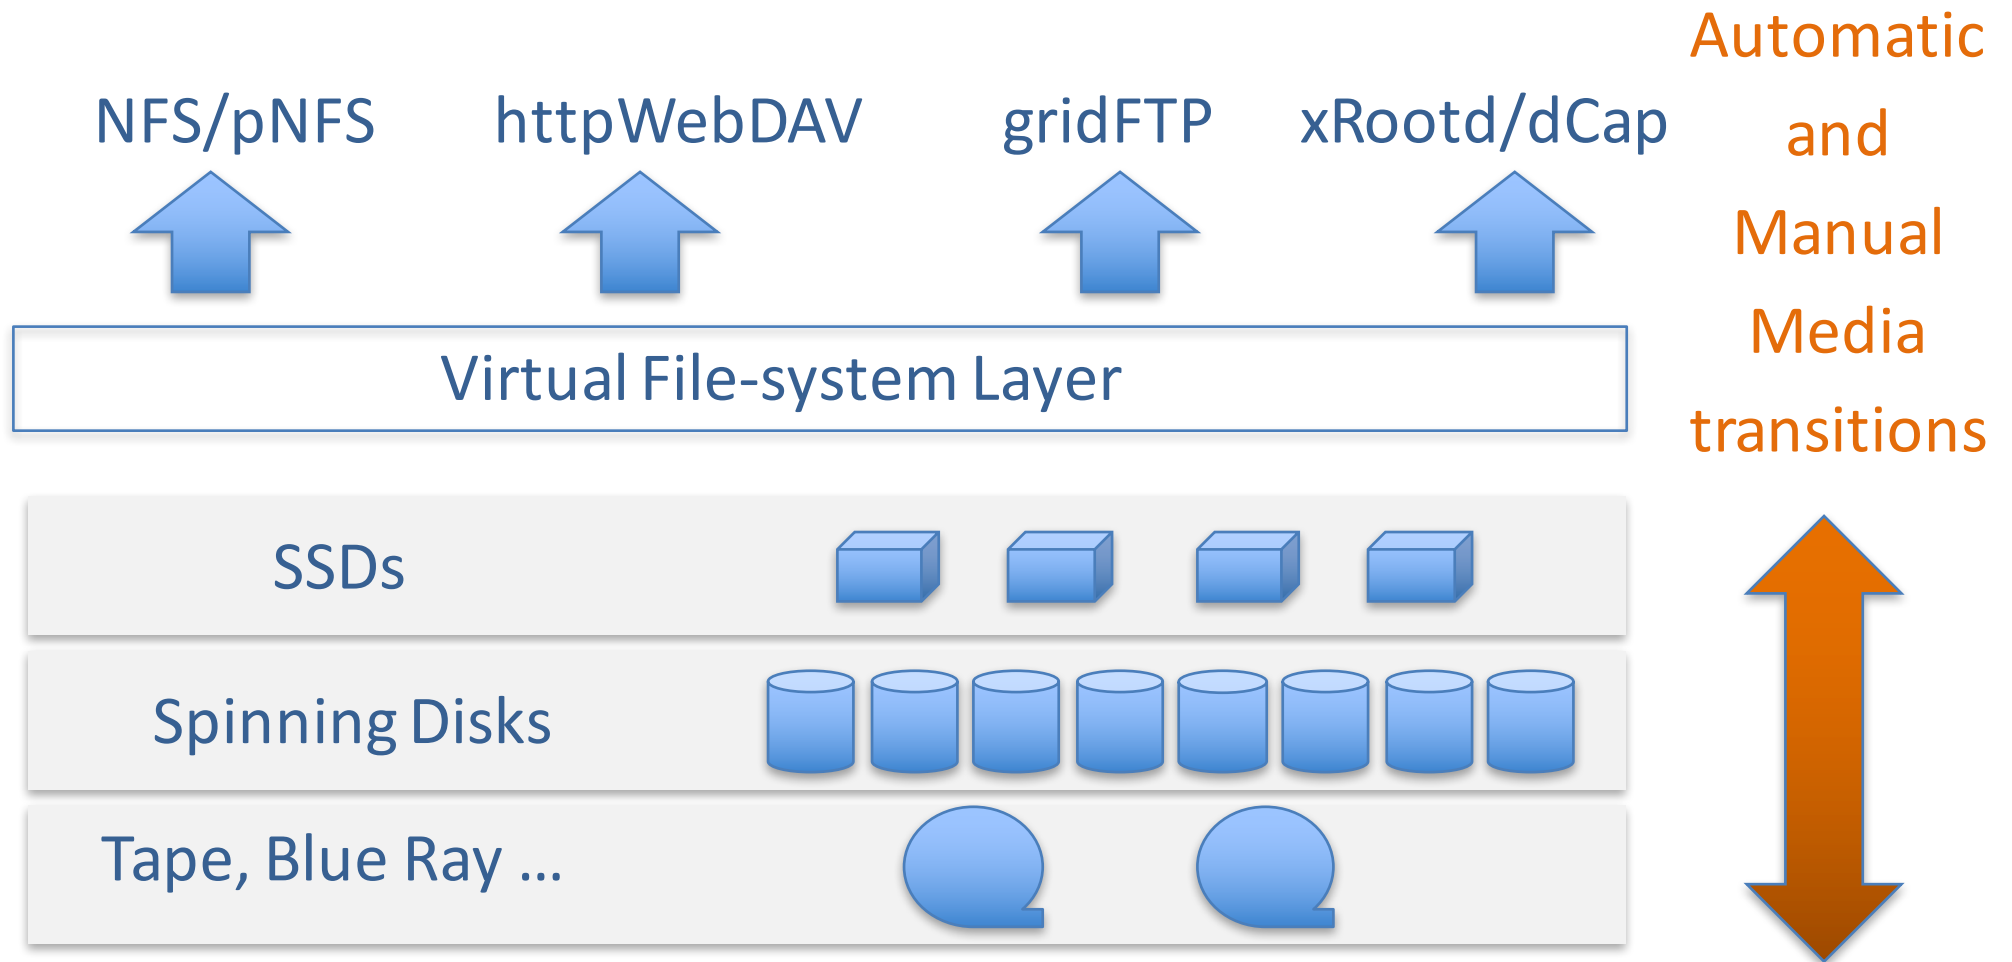 NFS/pNFS
httpWebDAV
gridFTP
xRootd/dCap
Automatic
and
Manual
Media
transitions
Virtual File-system Layer
SSDs
Spinning Disks
Tape, Blue Ray ...